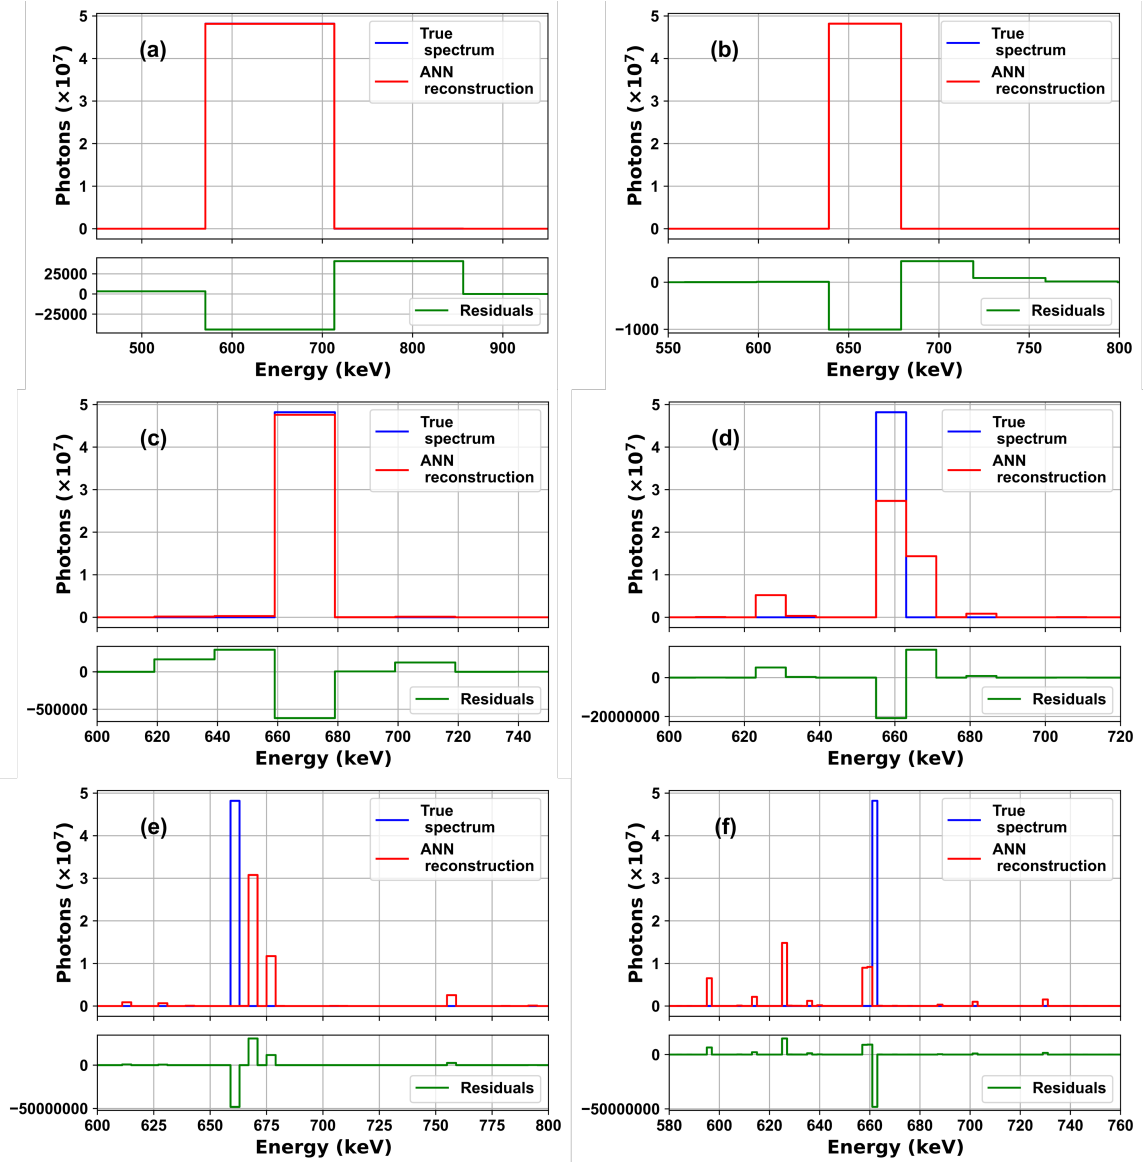 (a)
Photons (×10⁷)
5
4
3
2
1
0
True
spectrum
ANN
reconstruction
25000
0
−25000
Residuals
500 600 700 800 900
Energy (keV)
(b)
Photons (×10⁷)
5
4
3
2
1
0
True
spectrum
ANN
reconstruction
0
−1000
Residuals
550 600 650 700 750 800
Energy (keV)
(c)
Photons (×10⁷)
5
4
3
2
1
0
True
spectrum
ANN
reconstruction
0
−500000
Residuals
600 620 640 660 680 700 720 740
Energy (keV)
(d)
Photons (×10⁷)
5
4
3
2
1
0
True
spectrum
ANN
reconstruction
0
−20000000
Residuals
600 620 640 660 680 700 720
Energy (keV)
(e)
Photons (×10⁷)
5
4
3
2
1
0
True
spectrum
ANN
reconstruction
0
−50000000
Residuals
600 625 650 675 700 725 750 775 800
Energy (keV)
(f)
Photons (×10⁷)
5
4
3
2
1
0
True
spectrum
ANN
reconstruction
0
−50000000
Residuals
580 600 620 640 660 680 700 720 740 760
Energy (keV)